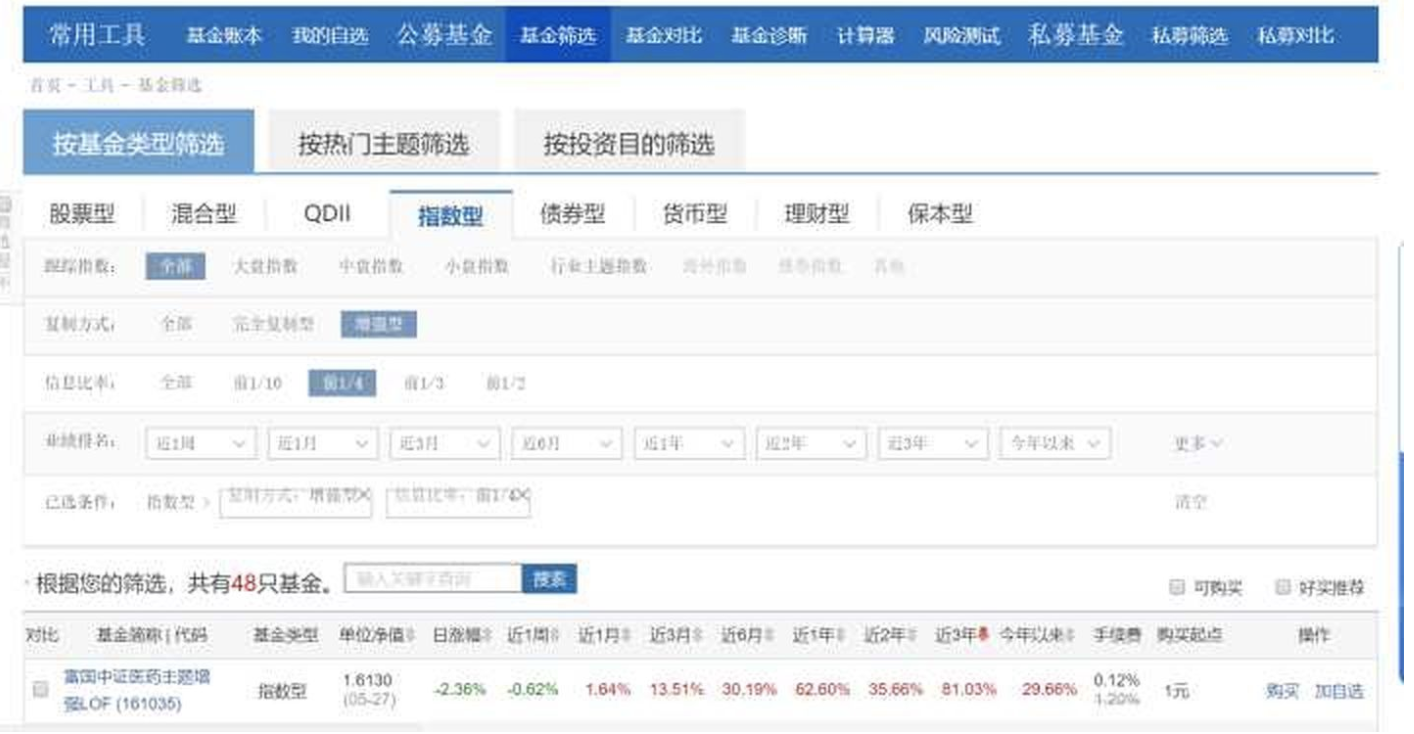 常用工具 基金账本 我的自选 公募基金 基金筛选 基金对比 基金诊断 计算器 风险测试 私募基金 私募筛选 私募对比
首页 - 工具 - 基金筛选
按基金类型筛选 按热门主题筛选 按投资目的筛选
股票型 混合型 QDII 指数型 债券型 货币型 理财型 保本型
跟踪指数: 全部 大盘指数 中盘指数 小盘指数 行业主题指数 海外指数 债券指数 其他
复制方式: 全部 完全复制型 增强型
信息比率: 全部 前1/10 前1/4 前1/3 前1/2
业绩排名: 近1周 近1月 近3月 近6月 近1年 近2年 近3年 今年以来 更多
已选条件: 指数型 > 复制方式: 增强型× 信息比率: 前1/4× 清空
根据您的筛选，共有48只基金。 输入关键字查询 搜索 可购买 好买推荐
对比 基金简称 | 代码 基金类型 单位净值 日涨幅 近1周 近1月 近3月 近6月 近1年 近2年 近3年 今年以来 手续费 购买起点 操作
富国中证医药主题增 1.6130 0.12%
指数型 -2.36% -0.62% 1.64% 13.51% 30.19% 62.60% 35.66% 81.03% 29.66% 1元 购买 加自选
强LOF (161035) (05-27) 1.20%